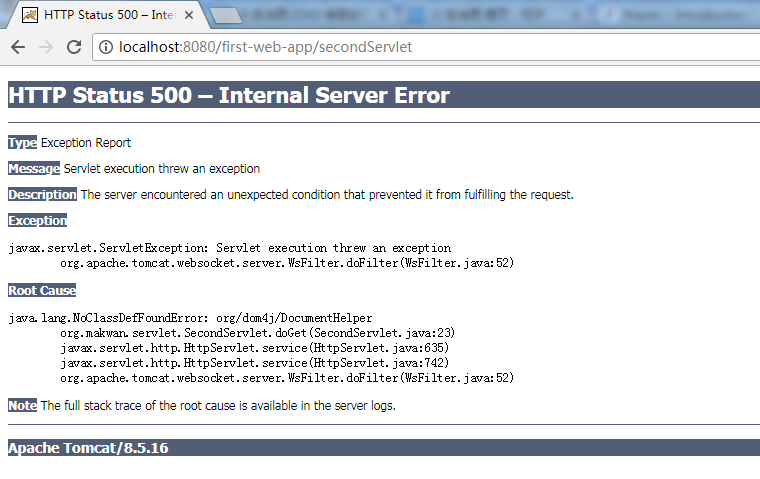 HTTP Status 500 – Inte
localhost:8080/first-web-app/secondServlet
HTTP Status 500 – Internal Server Error
Type Exception Report
Message Servlet execution threw an exception
Description The server encountered an unexpected condition that prevented it from fulfilling the request.
Exception
javax.servlet.ServletException: Servlet execution threw an exception
org.apache.tomcat.websocket.server.WsFilter.doFilter(WsFilter.java:52)
Root Cause
java.lang.NoClassDefFoundError: org/dom4j/DocumentHelper
org.makwan.servlet.SecondServlet.doGet(SecondServlet.java:23)
javax.servlet.http.HttpServlet.service(HttpServlet.java:635)
javax.servlet.http.HttpServlet.service(HttpServlet.java:742)
org.apache.tomcat.websocket.server.WsFilter.doFilter(WsFilter.java:52)
Note The full stack trace of the root cause is available in the server logs.
Apache Tomcat/8.5.16